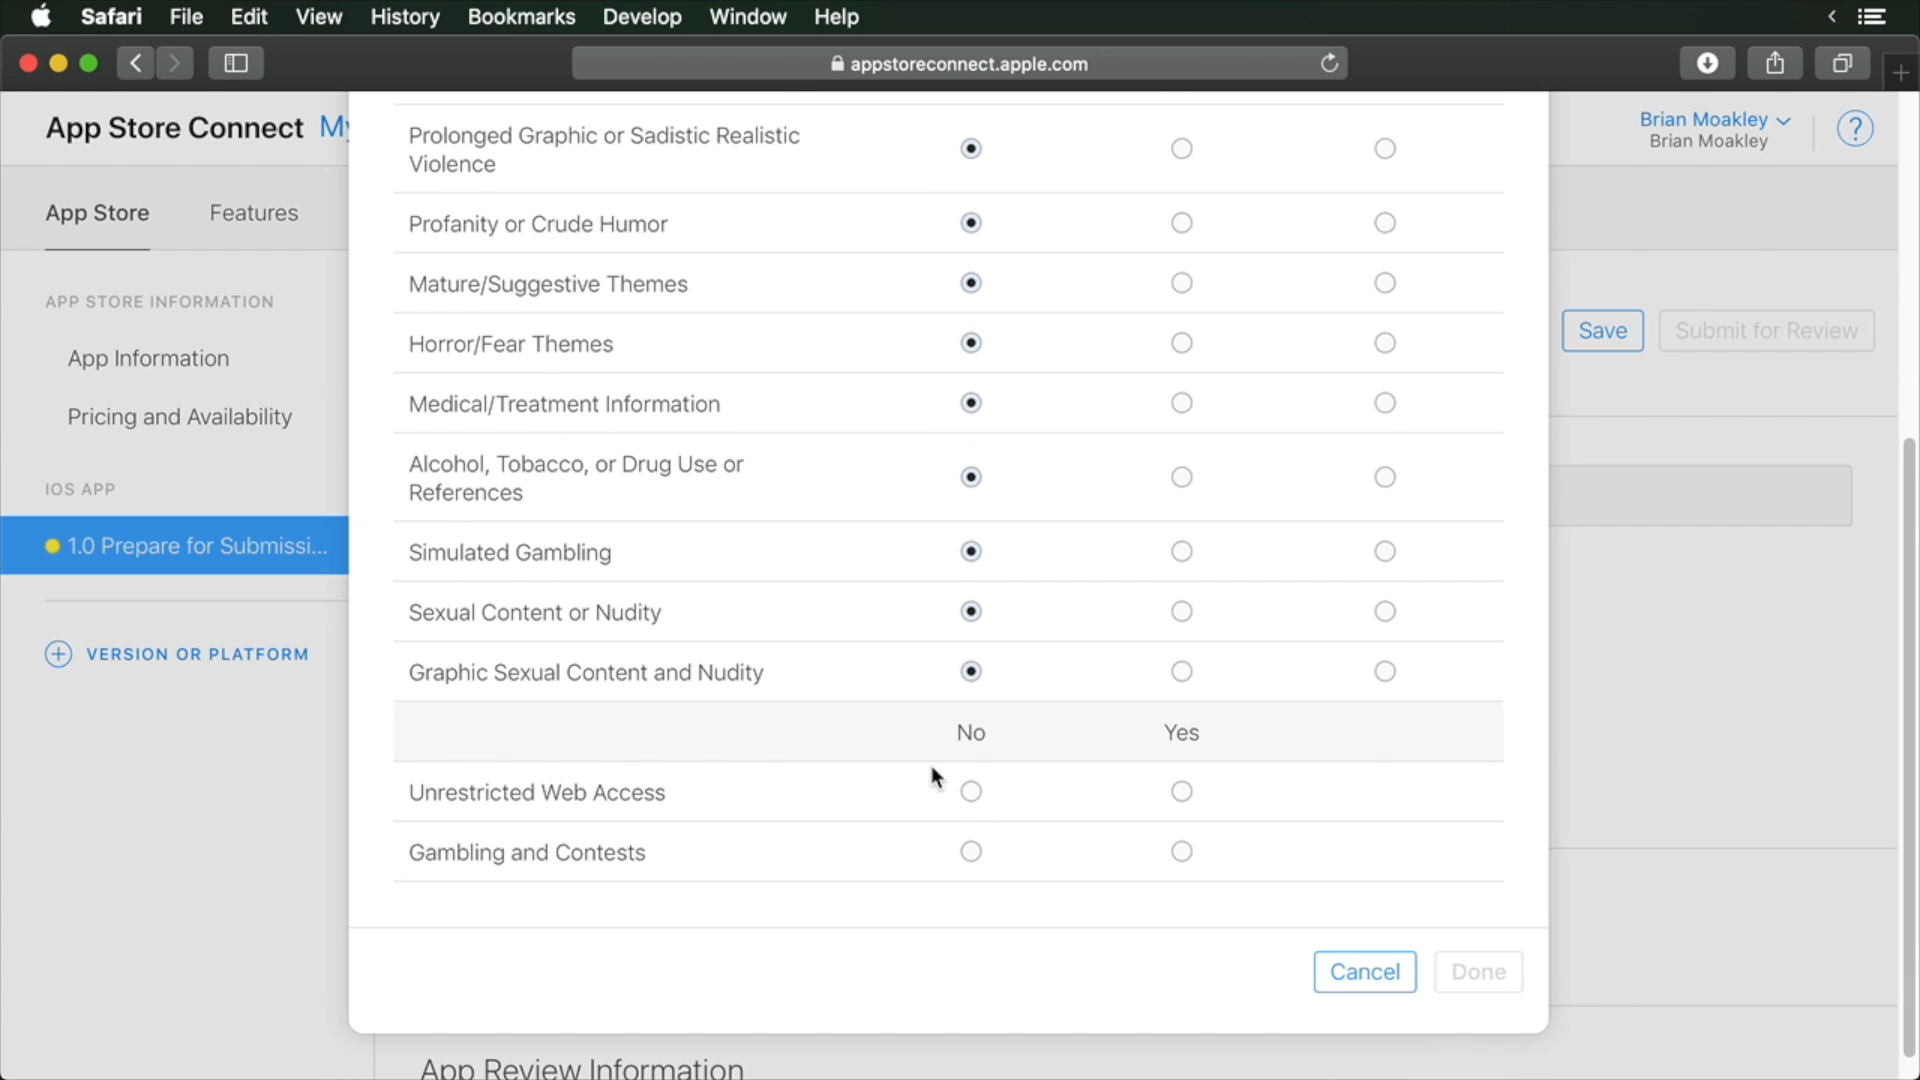 Safari File Edit View History Bookmarks Develop Window Help
appstoreconnect.apple.com
App Store Connect My
Brian Moakley
Brian Moakley
?
App Store Features
APP STORE INFORMATION
App Information
Pricing and Availability
IOS APP
1.0 Prepare for Submissi...
VERSION OR PLATFORM
Save Submit for Review
Prolonged Graphic or Sadistic Realistic
Violence
Profanity or Crude Humor
Mature/Suggestive Themes
Horror/Fear Themes
Medical/Treatment Information
Alcohol, Tobacco, or Drug Use or
References
Simulated Gambling
Sexual Content or Nudity
Graphic Sexual Content and Nudity
No Yes
Unrestricted Web Access
Gambling and Contests
Cancel Done
App Review Information